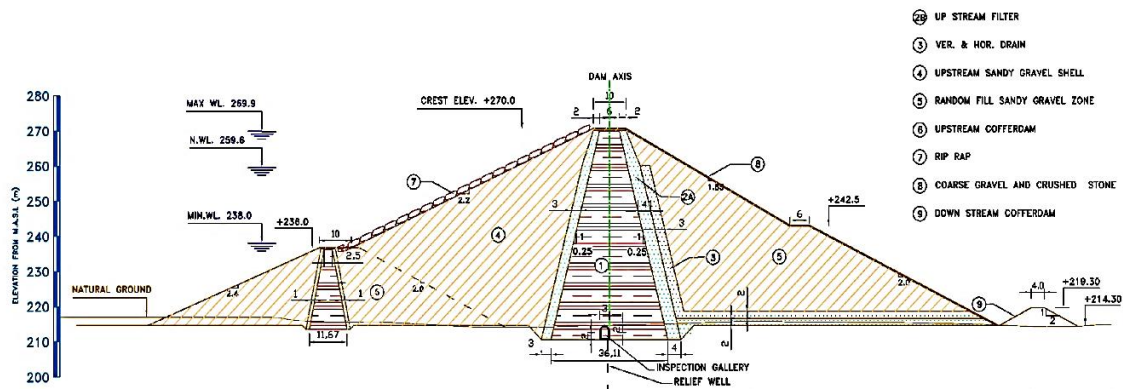 2B UP STREAM FILTER
3 VER. & HOR. DRAIN
4 UPSTREAM SANDY GRAVEL SHELL
5 RANDOM FILL SANDY GRAVEL ZONE
6 UPSTREAM COFFERDAM
7 RIP RAP
8 COARSE GRAVEL AND CRUSHED STONE
9 DOWN STREAM COFFERDAM
ELEVATION FROM M.A.S.L (m)
280
270
260
250
240
230
220
210
200
DAM AXIS
10
2 6 2
MAX WL. 269.9
CREST ELEV. +270.0
N.WL. 259.6
MIN.WL. 238.0
+236.0
10
2.5
7
2.2
8
1.85
2A
6
+242.5
3
4
3
4
1
1
0.25
0.25
1
3
5
2.4
1
1
6
2.0
2.0
NATURAL GROUND
9
4.0
+219.30
+214.30
1
2
11,67
3
2
2
2
2
3
36,11
4
INSPECTION GALLERY
RELIEF WELL